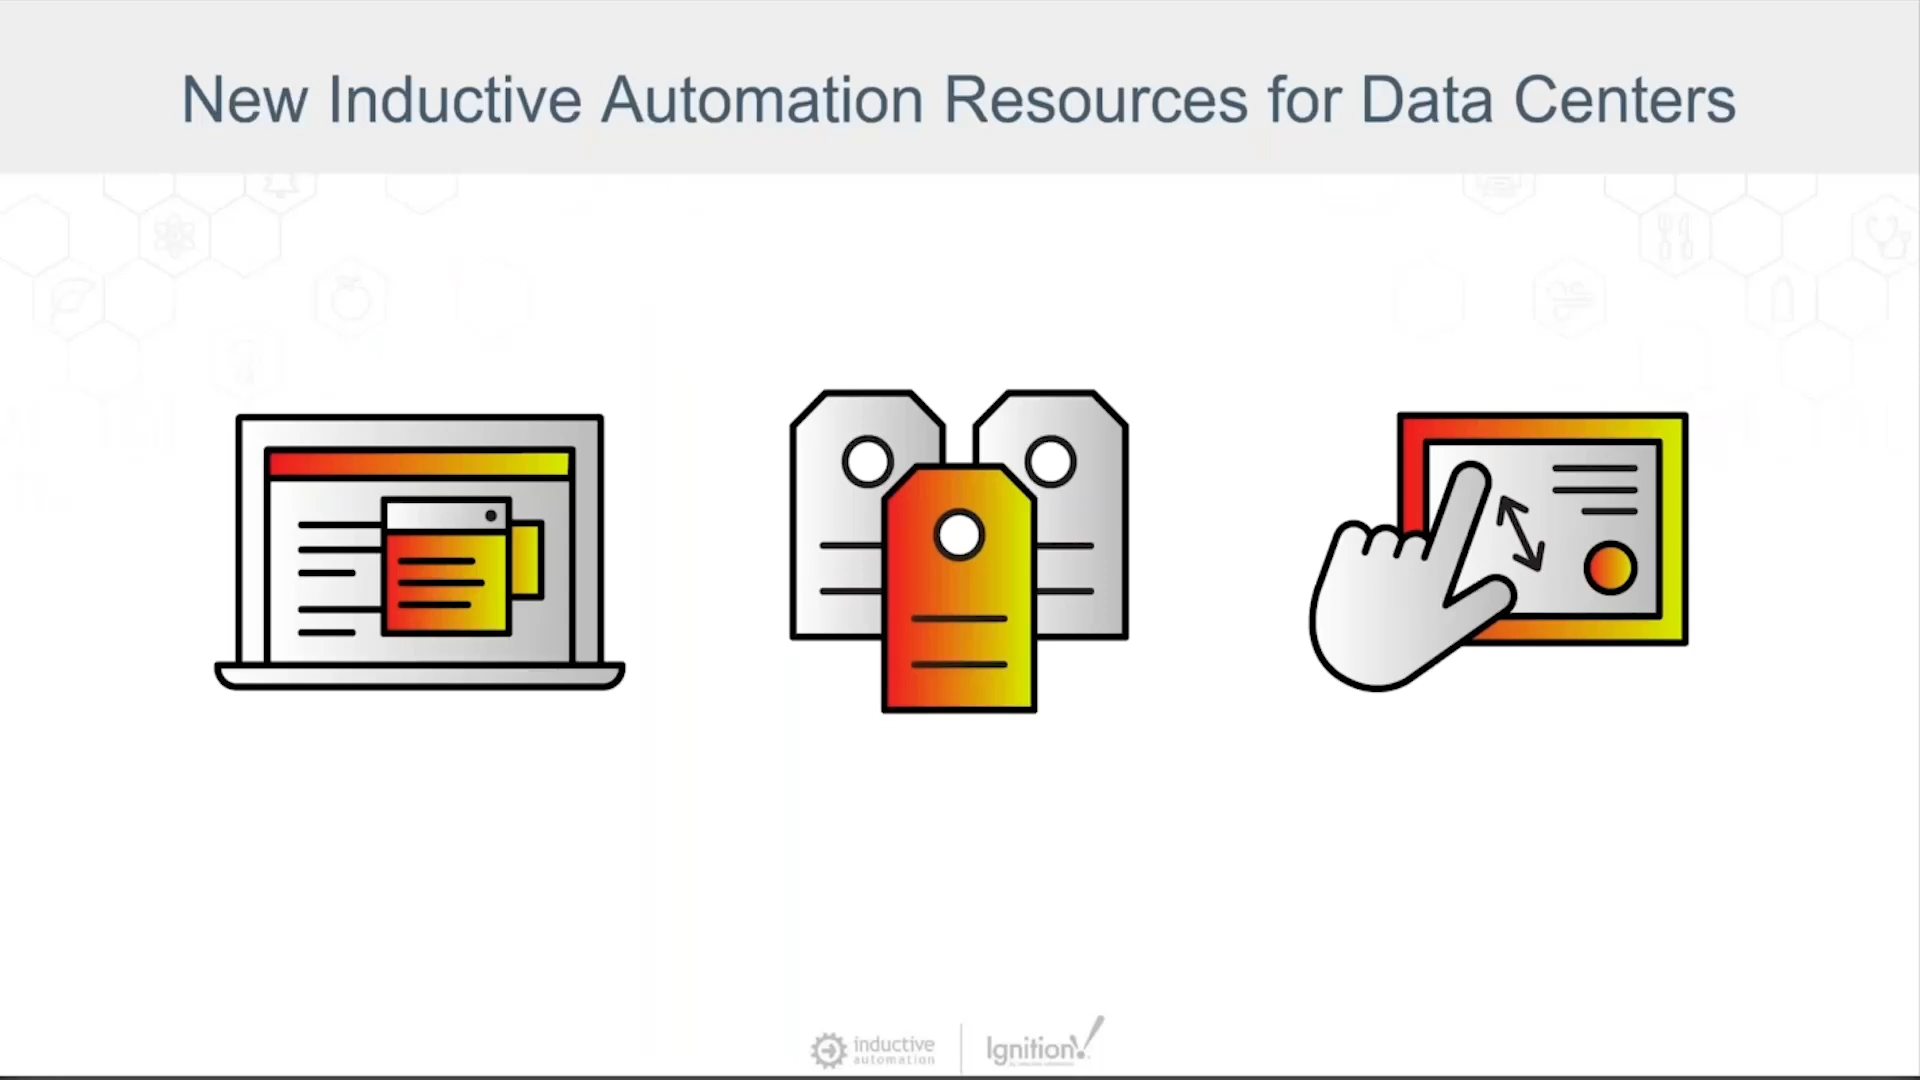 New Inductive Automation Resources for Data Centers
inductive
automation
Ignition!